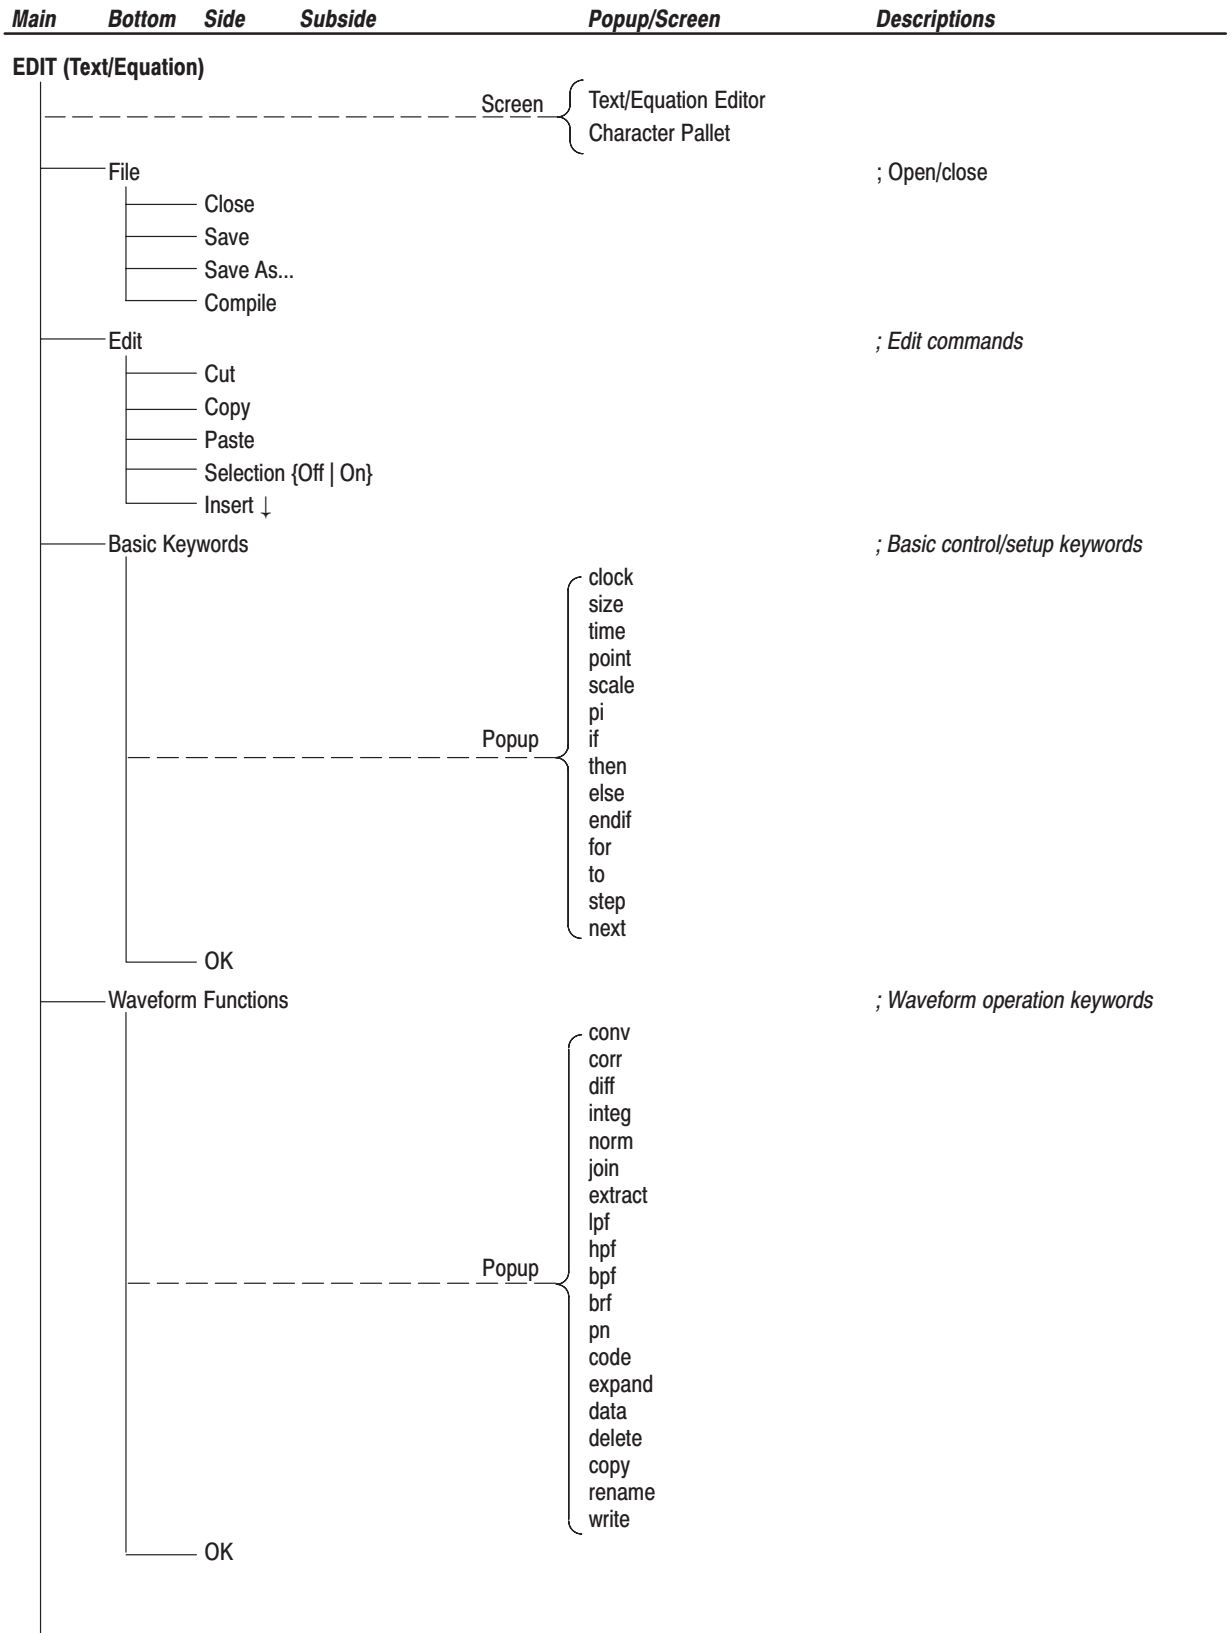 Main Bottom Side Subside Popup/Screen Descriptions
EDIT (Text/Equation)
Screen
Text/Equation Editor
Character Pallet
File ; Open/close
Close
Save
Save As...
Compile
Edit ; Edit commands
Cut
Copy
Paste
Selection {Off | On}
Insert ↓
Basic Keywords ; Basic control/setup keywords
Popup
clock
size
time
point
scale
pi
if
then
else
endif
for
to
step
next
OK
Waveform Functions ; Waveform operation keywords
Popup
conv
corr
diff
integ
norm
join
extract
lpf
hpf
bpf
brf
pn
code
expand
data
delete
copy
rename
write
OK